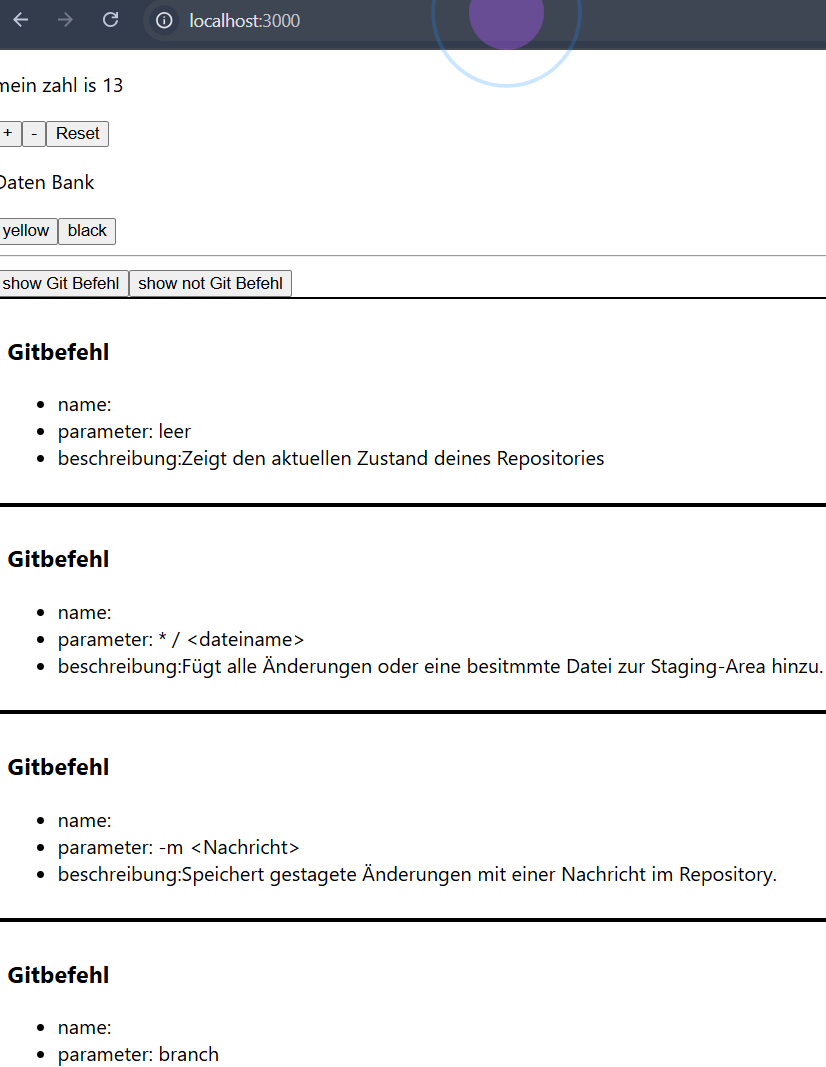 localhost:3000
mein zahl is 13
+ - Reset
Daten Bank
yellow black
show Git Befehl show not Git Befehl
Gitbefehl
name:
parameter: leer
beschreibung:Zeigt den aktuellen Zustand deines Repositories
Gitbefehl
name:
parameter: * / <dateiname>
beschreibung:Fügt alle Änderungen oder eine besitmmte Datei zur Staging-Area hinzu.
Gitbefehl
name:
parameter: -m <Nachricht>
beschreibung:Speichert gestagete Änderungen mit einer Nachricht im Repository.
Gitbefehl
name:
parameter: branch